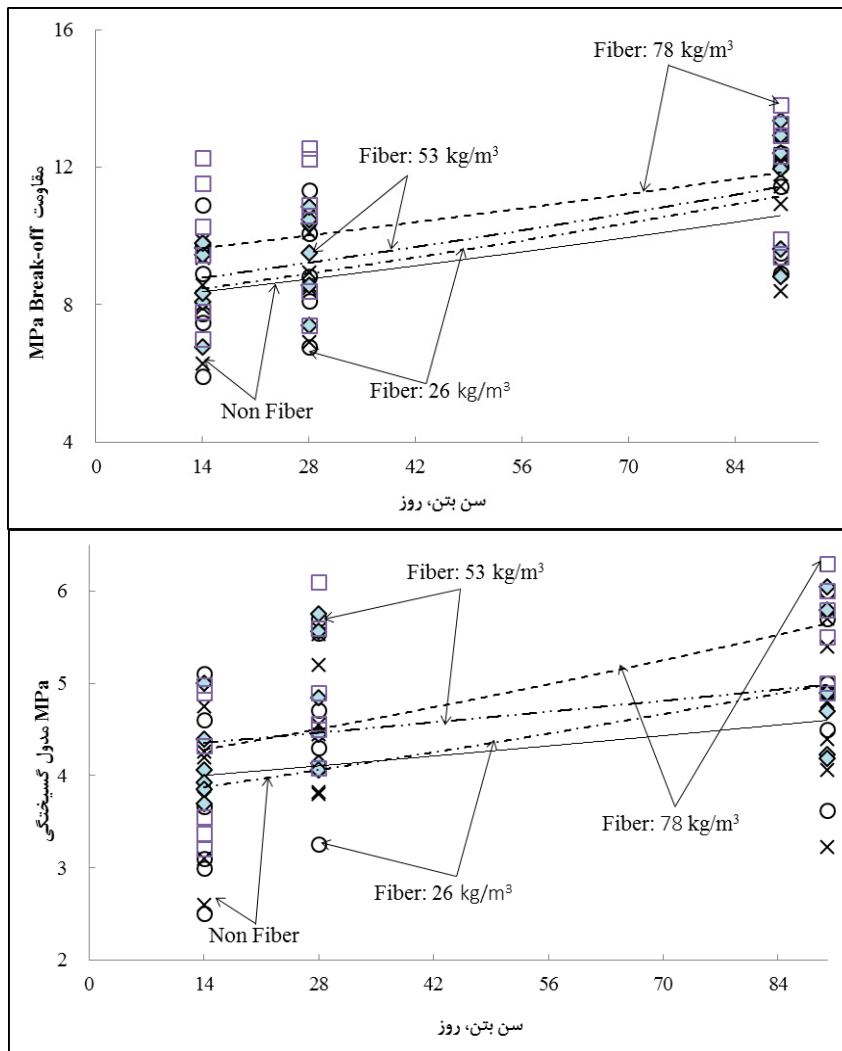 16
12
8
4
0
14
28
42
56
70
84
مقاومت MPa Break-off
سن بتن، روز
Fiber: 78 kg/m³
Fiber: 53 kg/m³
Fiber: 26 kg/m³
Non Fiber
6
5
4
3
2
0
14
28
42
56
70
84
مدول گسیختگی MPa
سن بتن، روز
Fiber: 53 kg/m³
Fiber: 78 kg/m³
Fiber: 26 kg/m³
Non Fiber